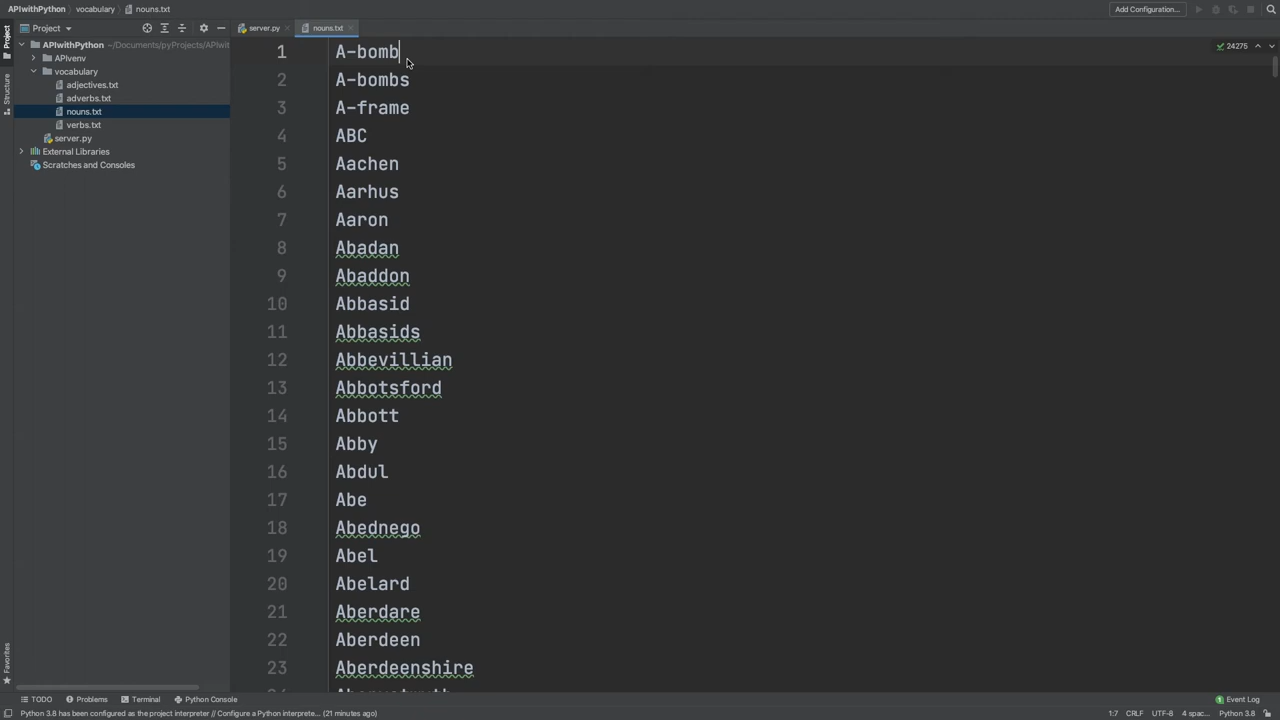 APIwithPython vocabulary nouns.txt Add Configuration...
Project server.py nouns.txt
APIwithPython ~/Documents/pyProjects/APIwit
APIvenv
vocabulary
adjectives.txt
adverbs.txt
nouns.txt
verbs.txt
server.py
External Libraries
Scratches and Consoles
Project
Structure
Favorites
24275
1 A-bomb
2 A-bombs
3 A-frame
4 ABC
5 Aachen
6 Aarhus
7 Aaron
8 Abadan
9 Abaddon
10 Abbasid
11 Abbasids
12 Abbevillian
13 Abbotsford
14 Abbott
15 Abby
16 Abdul
17 Abe
18 Abednego
19 Abel
20 Abelard
21 Aberdare
22 Aberdeen
23 Aberdeenshire
TODO Problems Terminal Python Console Event Log
Python 3.8 has been configured as the project interpreter // Configure a Python interprete... (21 minutes ago) 1:7 CRLF UTF-8 4 spac... Python 3.8